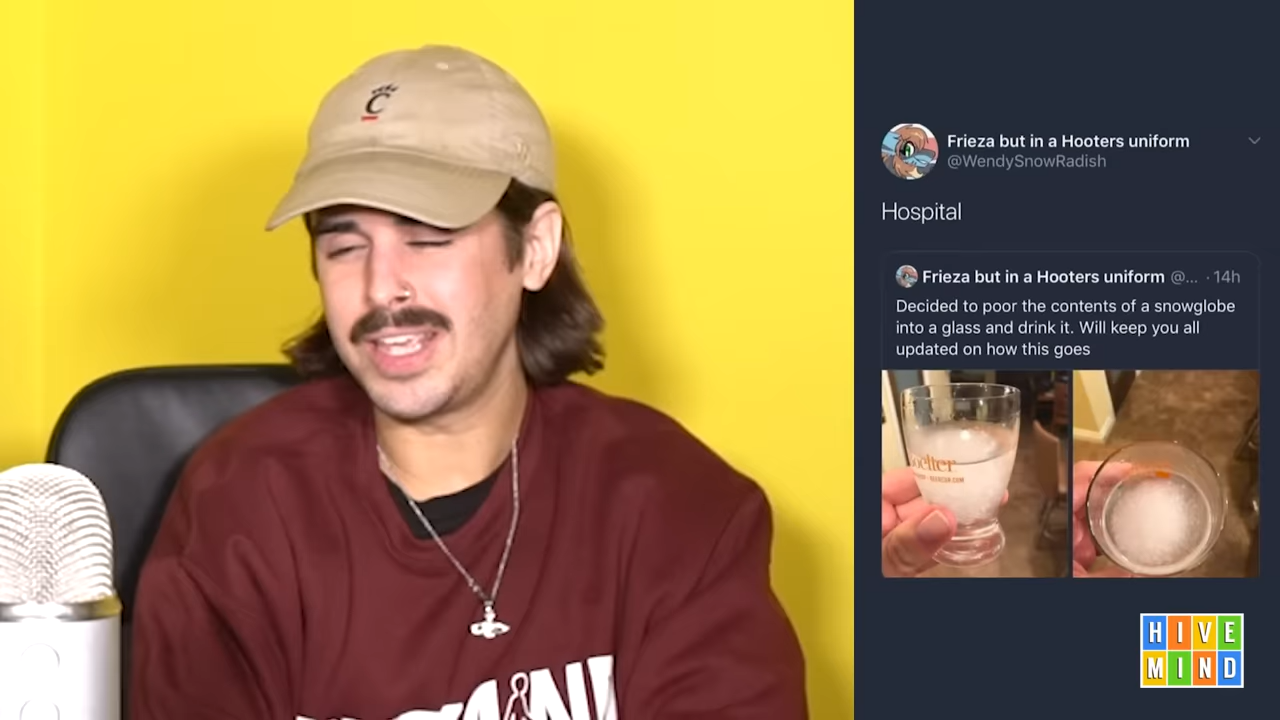 C
Frieza but in a Hooters uniform
@WendySnowRadish
Hospital
Frieza but in a Hooters uniform @... · 14h
Decided to poor the contents of a snowglobe
into a glass and drink it. Will keep you all
updated on how this goes
HIVE
MIND